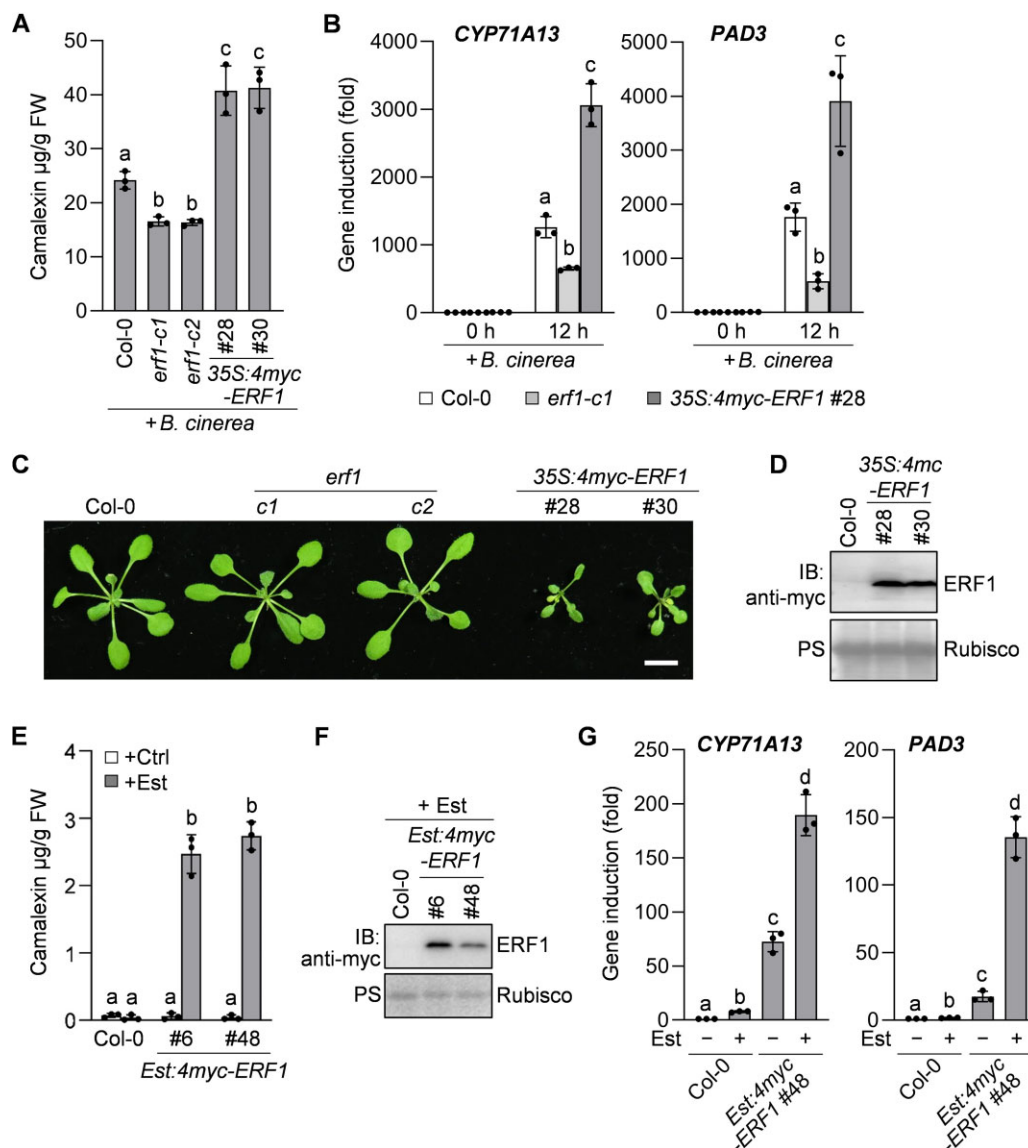 A
Camalexin µg/g FW
50
40
30
20
10
0
a
b
b
c
c
Col-0
erf1-c1
erf1-c2
#28
#30
35S:4myc
-ERF1
+ B. cinerea
B
CYP71A13
Gene induction (fold)
4000
3000
2000
1000
0
a
b
c
0 h
12 h
+ B. cinerea
PAD3
5000
4000
3000
2000
1000
0
a
b
c
0 h
12 h
+ B. cinerea
Col-0
erf1-c1
35S:4myc-ERF1 #28
C
erf1
35S:4myc-ERF1
Col-0
c1
c2
#28
#30
D
35S:4mc
-ERF1
Col-0
#28
#30
IB:
anti-myc
ERF1
PS
Rubisco
E
+Ctrl
+Est
Camalexin µg/g FW
4
3
2
1
0
a
a
a
b
a
b
Col-0
#6
#48
Est:4myc-ERF1
F
+ Est
Est:4myc
-ERF1
Col-0
#6
#48
IB:
anti-myc
ERF1
PS
Rubisco
G
CYP71A13
Gene induction (fold)
250
200
150
100
50
0
a
b
c
d
Est
–
+
–
+
Col-0
Est:4myc
-ERF1 #48
PAD3
200
150
100
50
0
a
b
c
d
Est
–
+
–
+
Col-0
Est:4myc
-ERF1 #48